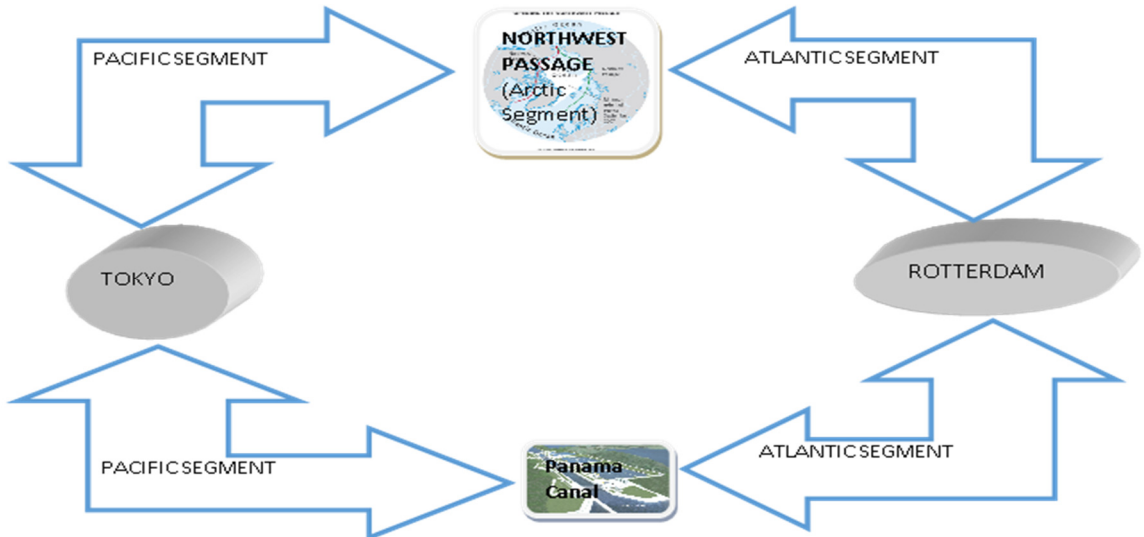 NORTHWEST
PASSAGE
(Arctic
Segment)
PACIFIC SEGMENT
ATLANTIC SEGMENT
TOKYO
ROTTERDAM
PACIFIC SEGMENT
Panama
Canal
ATLANTIC SEGMENT